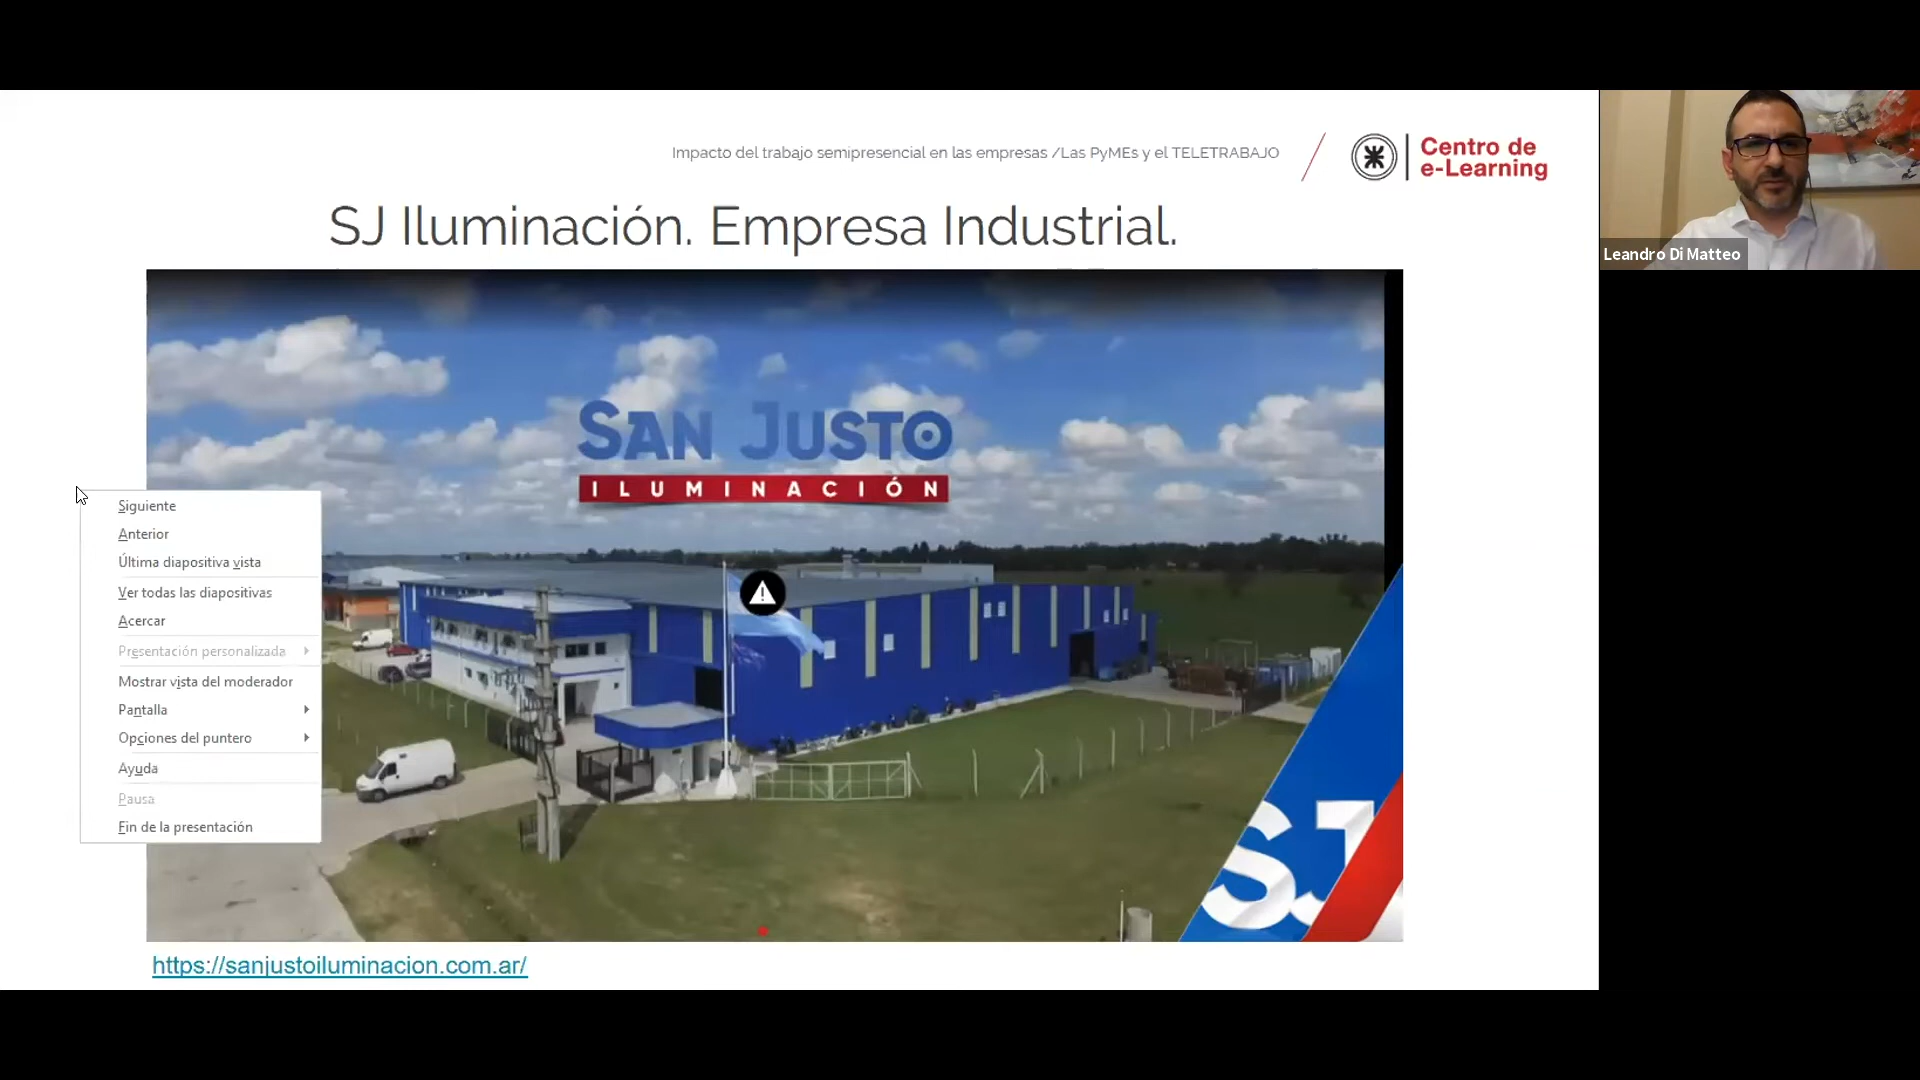 Impacto del trabajo semipresencial en las empresas /Las PyMEs y el TELETRABAJO
Centro de
e-Learning
Leandro Di Matteo
SJ Iluminación. Empresa Industrial.
SAN JUSTO
ILUMINACIÓN
Siguiente
Anterior
Última diapositiva vista
Ver todas las diapositivas
Acercar
Presentación personalizada
Mostrar vista del moderador
Pantalla
Opciones del puntero
Ayuda
Pausa
Fin de la presentación
SJ
https://sanjustoiluminacion.com.ar/